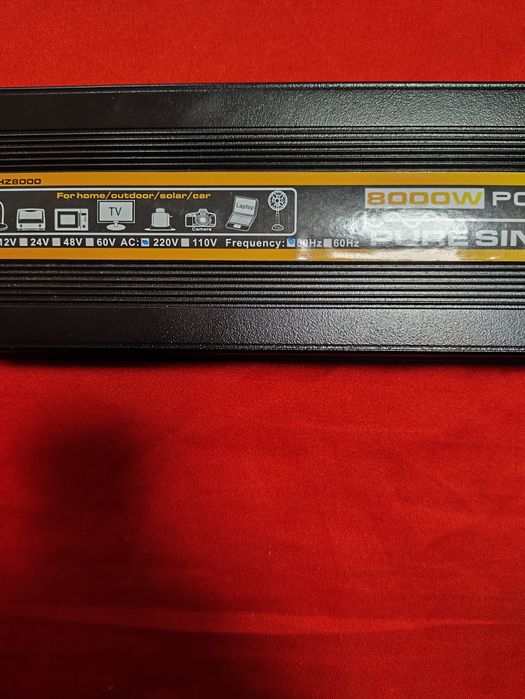 HZ8000
For home/outdoor/solar/car
TV
Camera
Laptop
12V 24V 48V 60V AC: 220V 110V Frequency: 50Hz 60Hz
8000W PO
PURE SIN